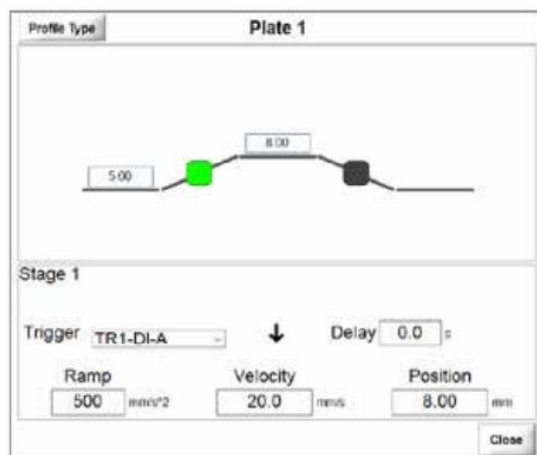 Profile Type
Plate 1
8.00
5.00
Stage 1
Trigger TR1-DI-A Delay 0.0 s
Ramp Velocity Position
500 mm/s^2 20.0 mm/s 8.00 mm
Close